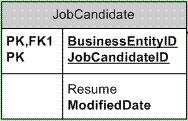 JobCandidate
PK,FK1 BusinessEntityID
PK JobCandidateID
Resume
ModifiedDate